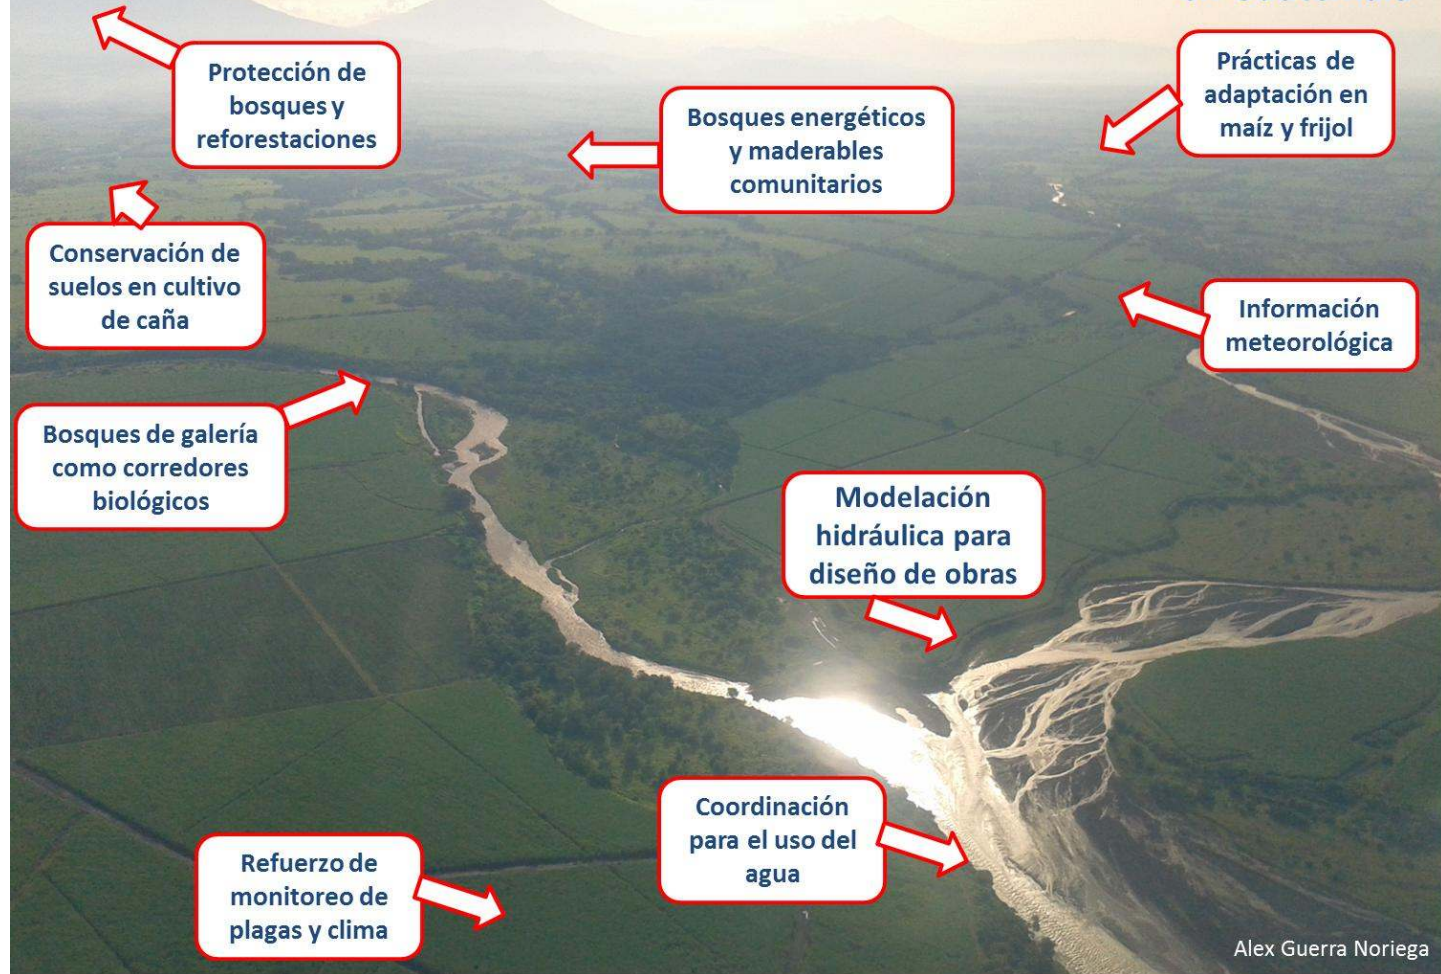 Protección de
bosques y
reforestaciones
Bosques energéticos
y maderables
comunitarios
Prácticas de
adaptación en
maíz y frijol
Conservación de
suelos en cultivo
de caña
Información
meteorológica
Bosques de galería
como corredores
biológicos
Modelación
hidráulica para
diseño de obras
Coordinación
para el uso del
agua
Refuerzo de
monitoreo de
plagas y clima
Alex Guerra Noriega